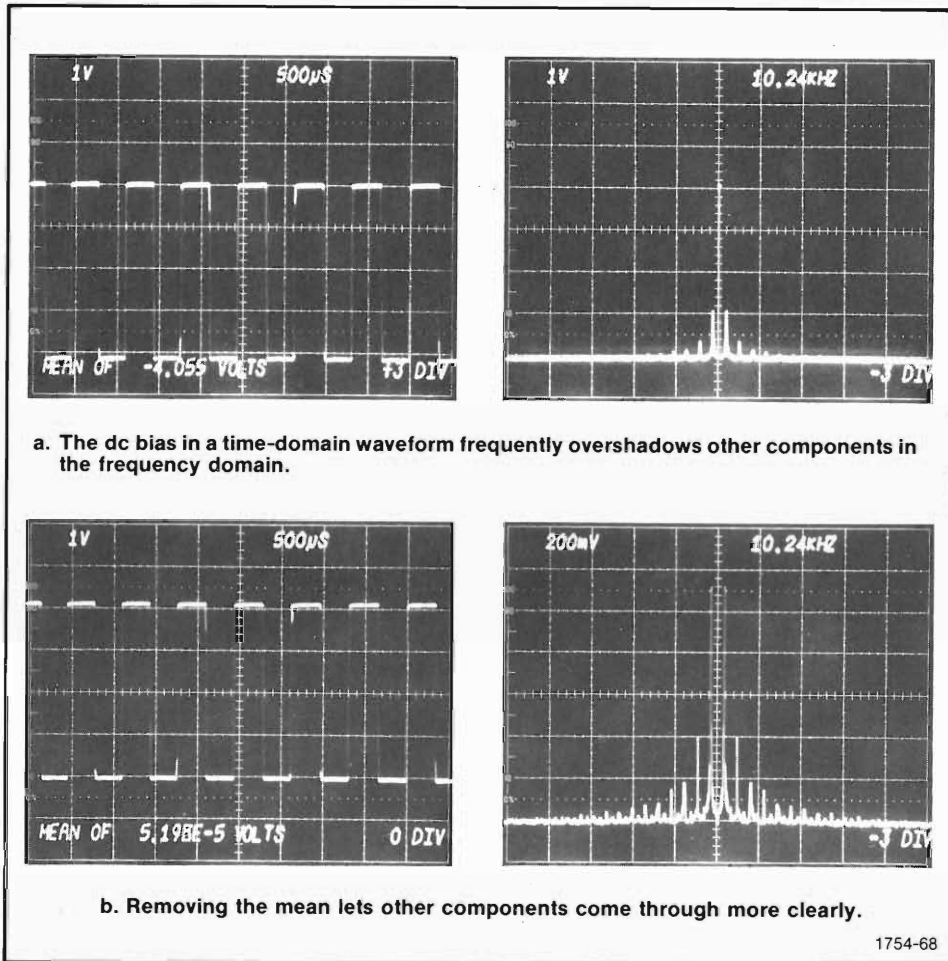 1V 500µS
1V 10.24KHZ
MEAN OF -4.055 VOLTS +3 DIV
-3 DIV
a. The dc bias in a time-domain waveform frequently overshadows other components in
the frequency domain.
1V 500µS
200mV 10.24KHZ
MEAN OF 5.198E-5 VOLTS 0 DIV
-3 DIV
b. Removing the mean lets other components come through more clearly.
1754-68